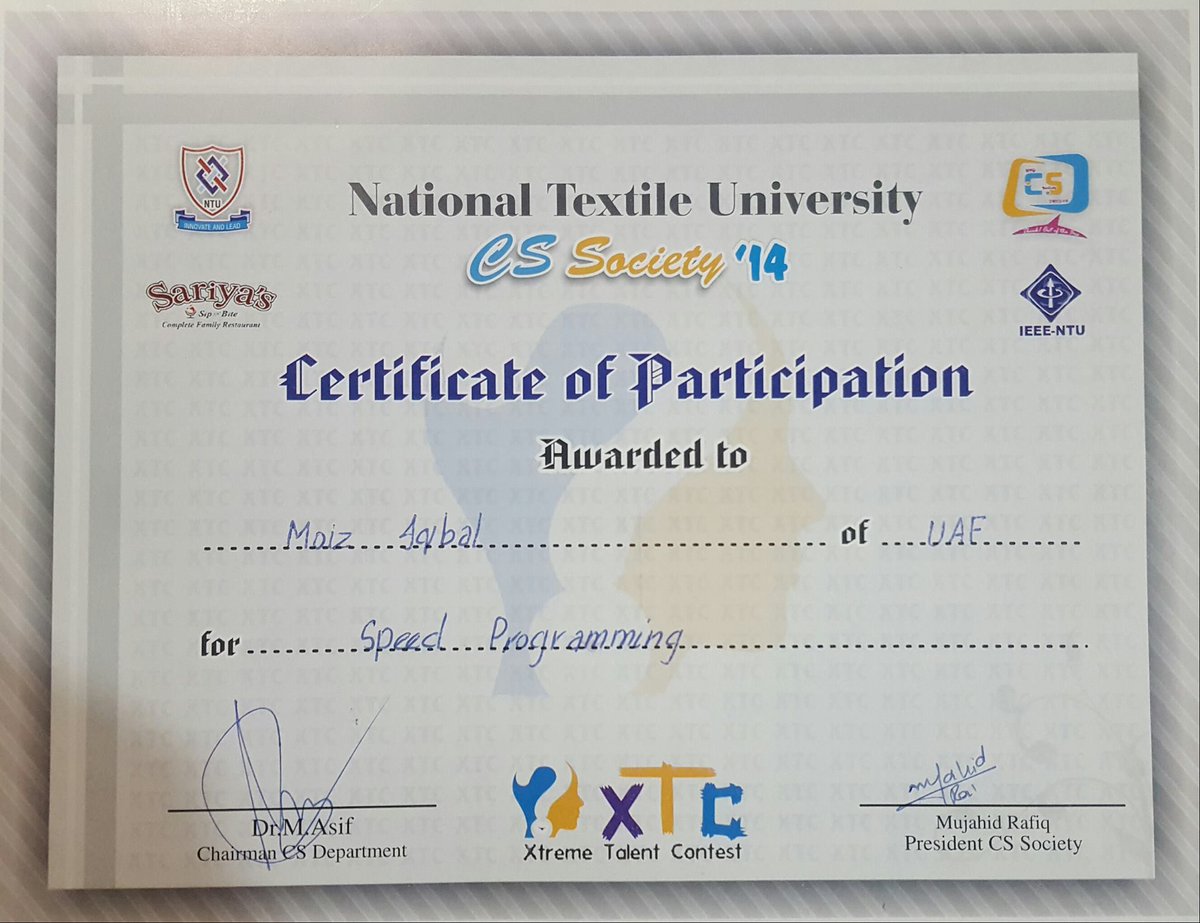 NTU
INNOVATE AND LEAD
National Textile University
CS Society '14
CS
Sariya's
Sip n Bite
Complete Family Restaurant
IEEE-NTU
Certificate of Participation
Awarded to
Moiz Iqbal of UAF
for Speed Programming
Dr.M.Asif
Chairman CS Department
XTC
Xtreme Talent Contest
Mujahid
Mujahid Rafiq
President CS Society